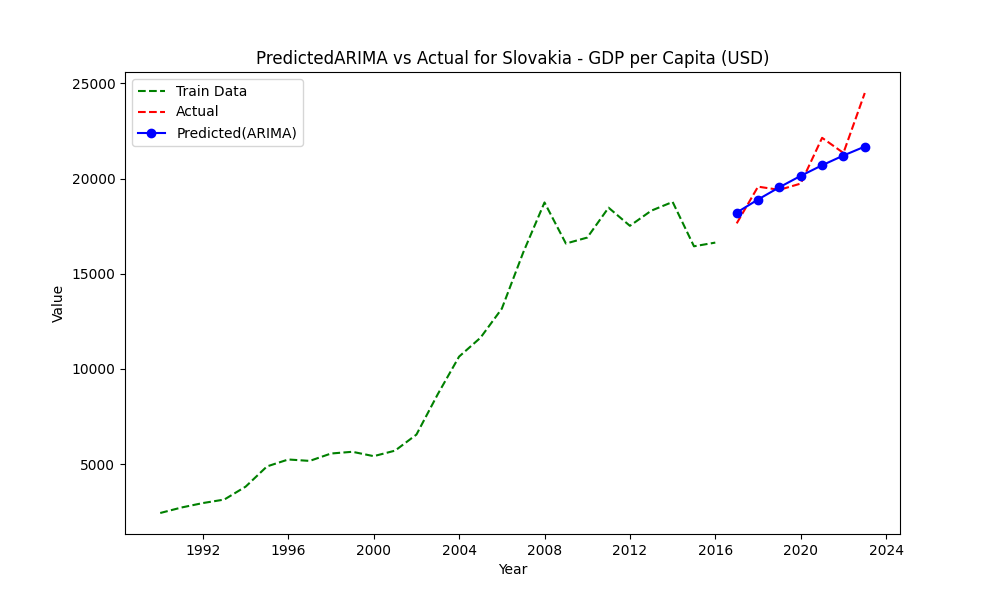 PredictedARIMA vs Actual for Slovakia - GDP per Capita (USD)
Train Data
Actual
Predicted(ARIMA)
25000
20000
15000
10000
5000
Value
1992 1996 2000 2004 2008 2012 2016 2020 2024
Year